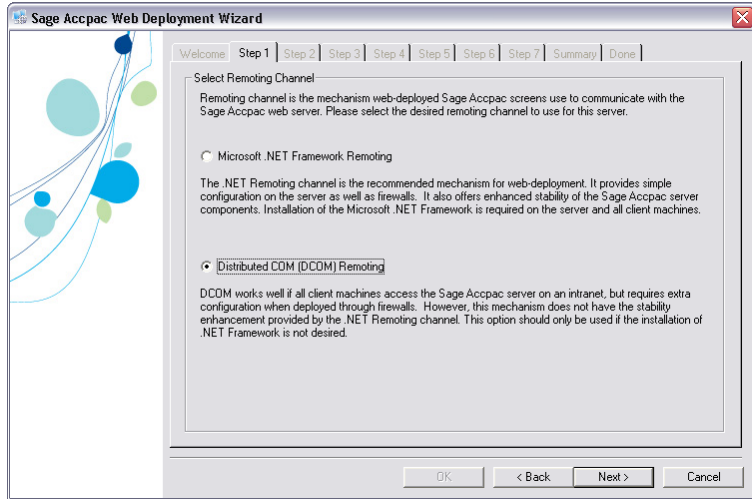 Sage Accpac Web Deployment Wizard
Welcome Step 1 Step 2 Step 3 Step 4 Step 5 Step 6 Step 7 Summary Done
Select Remoting Channel
Remoting channel is the mechanism web-deployed Sage Accpac screens use to communicate with the
Sage Accpac web server. Please select the desired remoting channel to use for this server.
Microsoft .NET Framework Remoting
The .NET Remoting channel is the recommended mechanism for web-deployment. It provides simple
configuration on the server as well as firewalls. It also offers enhanced stability of the Sage Accpac server
components. Installation of the Microsoft .NET Framework is required on the server and all client machines.
Distributed COM (DCOM) Remoting
DCOM works well if all client machines access the Sage Accpac server on an intranet, but requires extra
configuration when deployed through firewalls. However, this mechanism does not have the stability
enhancement provided by the .NET Remoting channel. This option should only be used if the installation of
.NET Framework is not desired.
OK < Back Next > Cancel